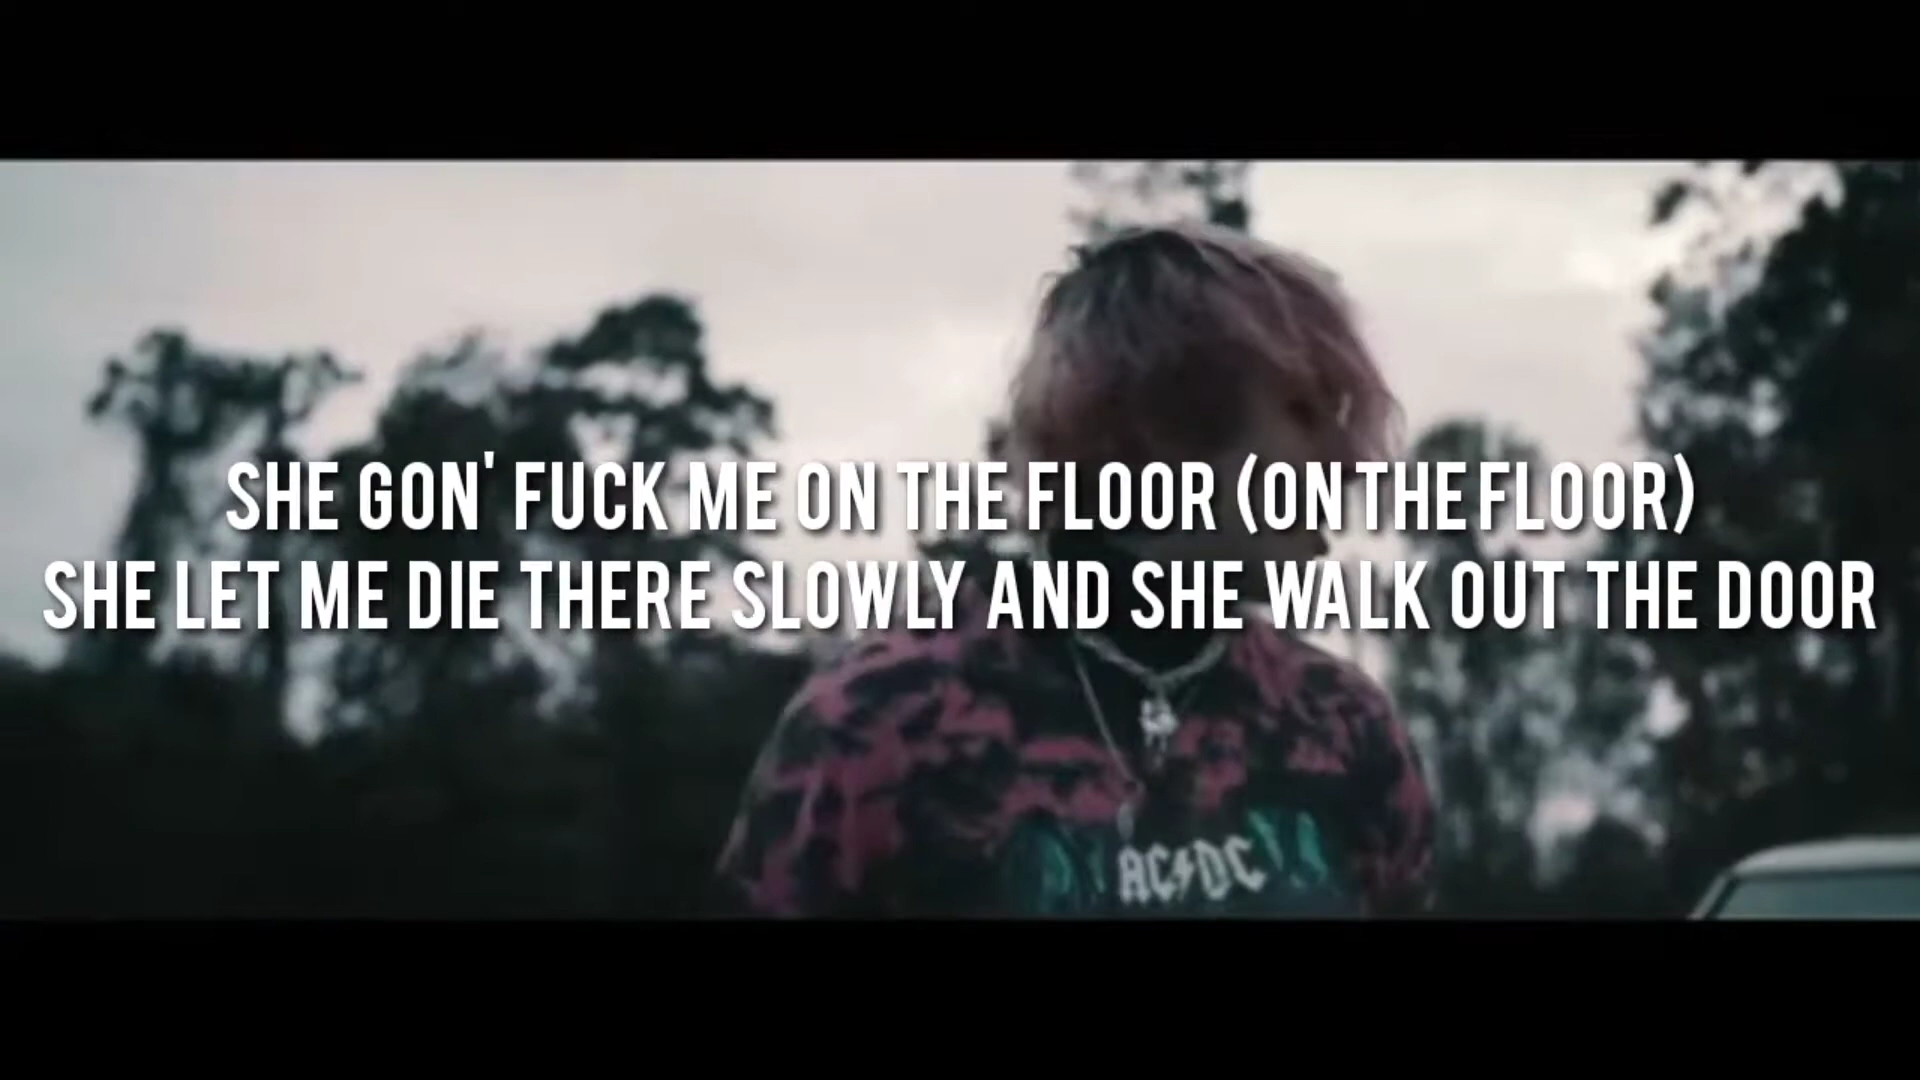 SHE GON' FUCK ME ON THE FLOOR (ON THE FLOOR)
SHE LET ME DIE THERE SLOWLY AND SHE WALK OUT THE DOOR
AC⚡DC